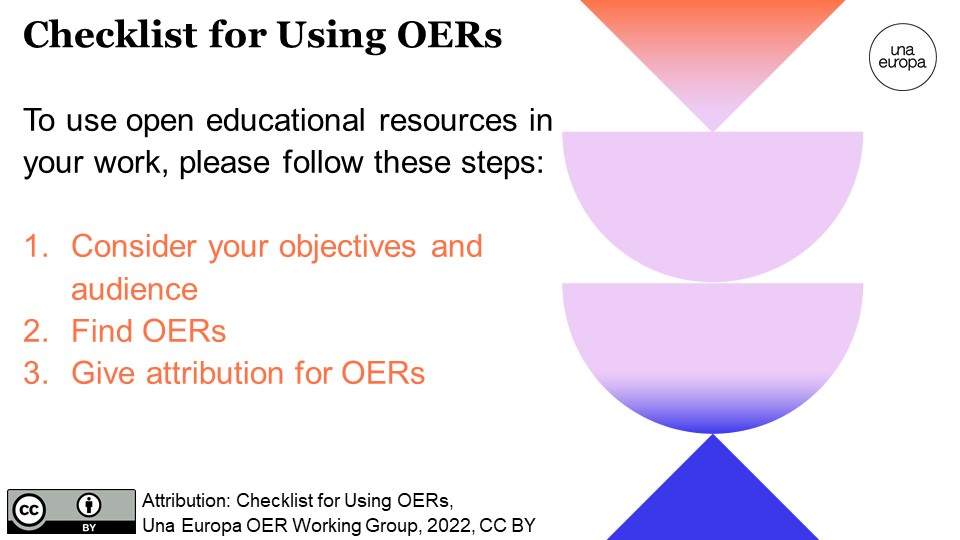 Checklist for Using OERs
una
europa
To use open educational resources in
your work, please follow these steps:
1. Consider your objectives and
audience
2. Find OERs
3. Give attribution for OERs
cc
BY
Attribution: Checklist for Using OERs,
Una Europa OER Working Group, 2022, CC BY